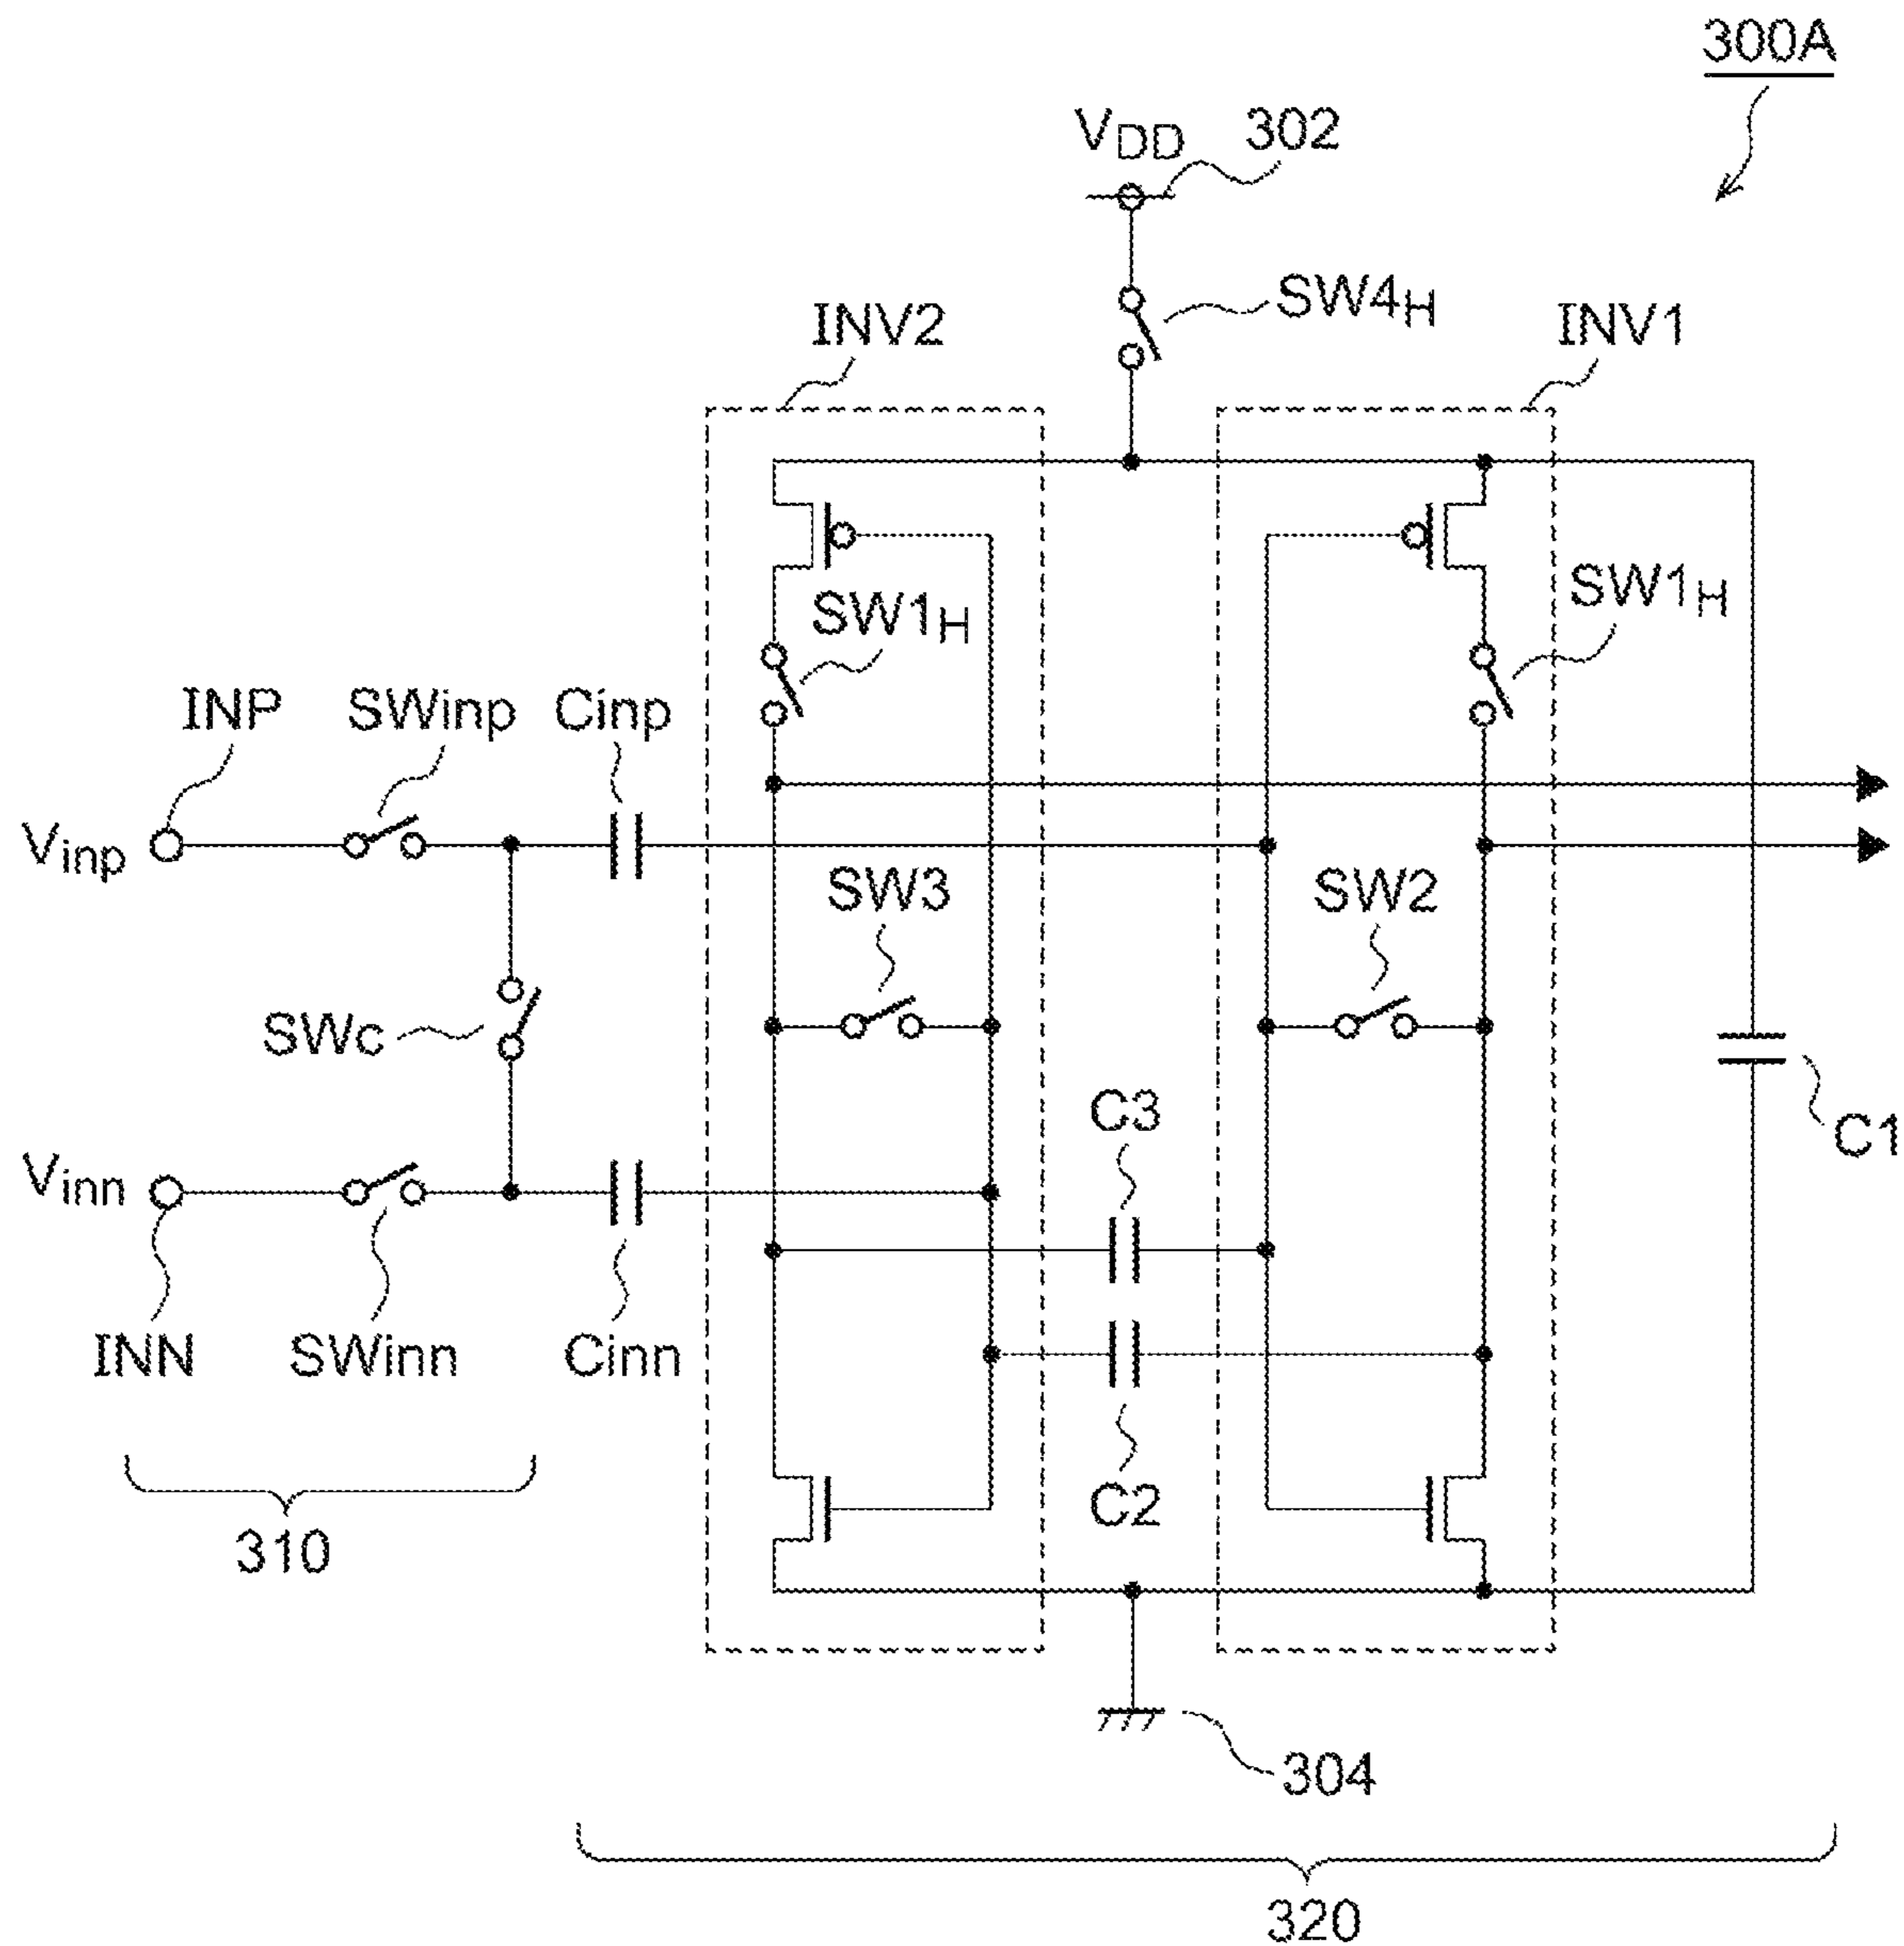 300A
VDD 302
SW4H
INV2 INV1
SW1H SW1H
INP SWinp Cinp
Vinp
SW3 SW2
SWc
C3
C1
Vinn
INN SWinn Cinn
C2
310
304
320